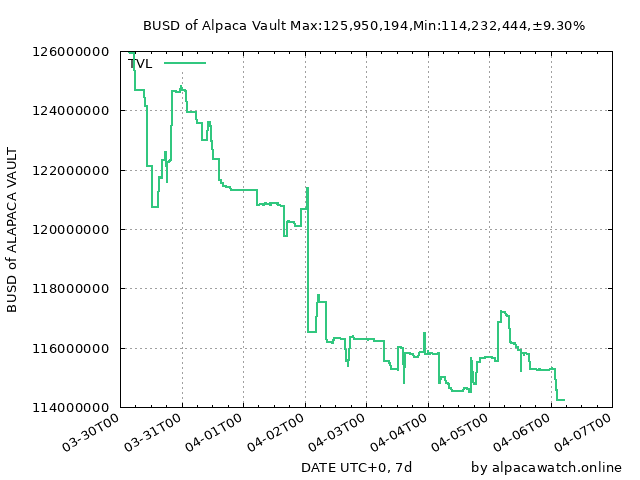 BUSD of Alpaca Vault Max:125,950,194,Min:114,232,444,±9.30%
TVL
BUSD of ALAPACA VAULT
126000000
124000000
122000000
120000000
118000000
116000000
114000000
03-30T00
03-31T00
04-01T00
04-02T00
04-03T00
04-04T00
04-05T00
04-06T00
04-07T00
DATE UTC+0, 7d
by alpacawatch.online